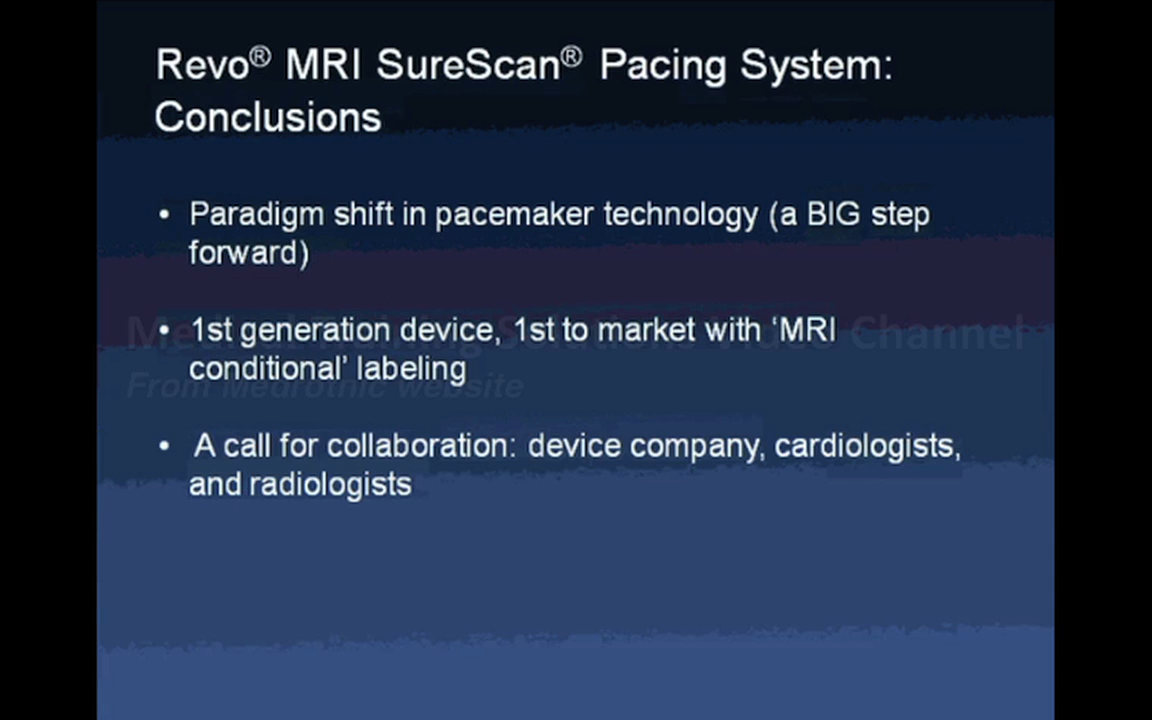 Revo® MRI SureScan® Pacing System:
Conclusions
• Paradigm shift in pacemaker technology (a BIG step
forward)
• 1st generation device, 1st to market with ‘MRI
conditional’ labeling
• A call for collaboration: device company, cardiologists,
and radiologists
Channel
From website